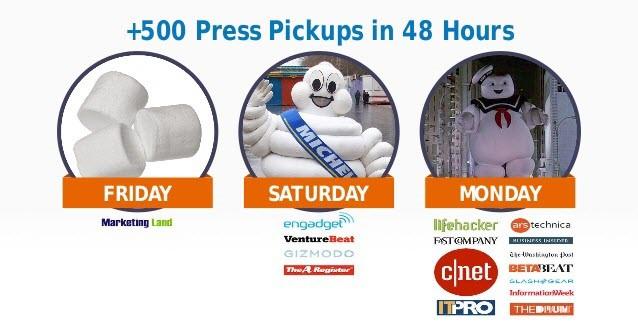 +500 Press Pickups in 48 Hours
MICHE
FRIDAY
SATURDAY
MONDAY
Marketing Land
engadget
VentureBeat
GIZMODO
The Register
lifehacker
ars technica
FAST COMPANY
BUSINESS INSIDER
The Washington Post
c|net
BETABEAT
SLASHGEAR
InformationWeek
ITPRO
THE DRUM